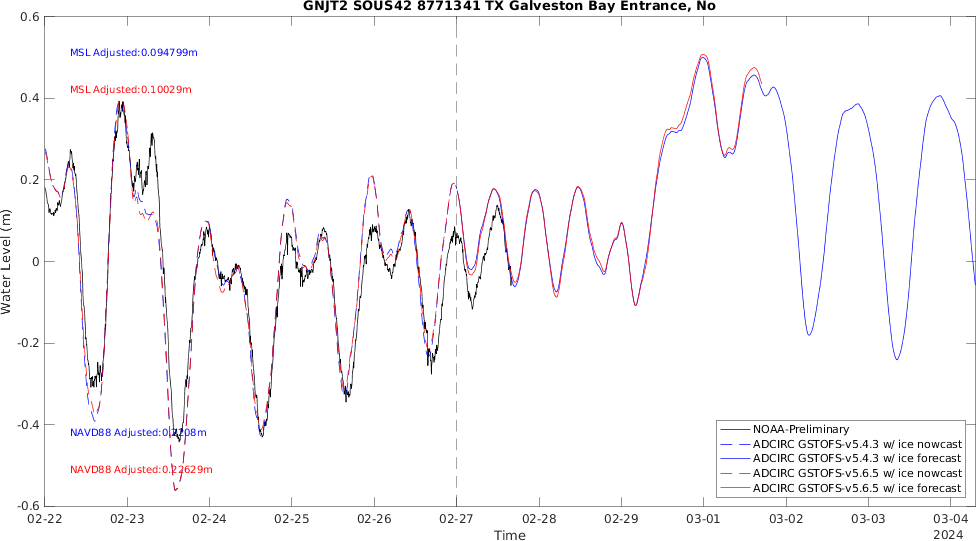 GNJT2 SOUS42 8771341 TX Galveston Bay Entrance, No
0.6
MSL Adjusted:0.094799m
MSL Adjusted:0.10029m
0.4
0.2
Water Level (m)
0
-0.2
-0.4
NAVD88
NAVD88 Adjusted:0.22629m
-0.6
NOAA-Preliminary
ADCIRC GSTOFS-v5.4.3 w/ ice nowcast
ADCIRC GSTOFS-v5.4.3 w/ ice forecast
ADCIRC GSTOFS-v5.6.5 w/ ice nowcast
ADCIRC GSTOFS-v5.6.5 w/ ice forecast
02-22 02-23 02-24 02-25 02-26 02-27 02-28 02-29 03-01 03-02 03-03 03-04
Time
2024